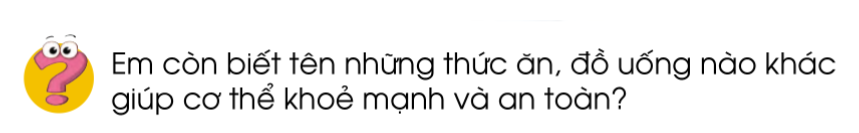 Em còn biết tên những thức ăn, đồ uống nào khác
giúp cơ thể khoẻ mạnh và an toàn?